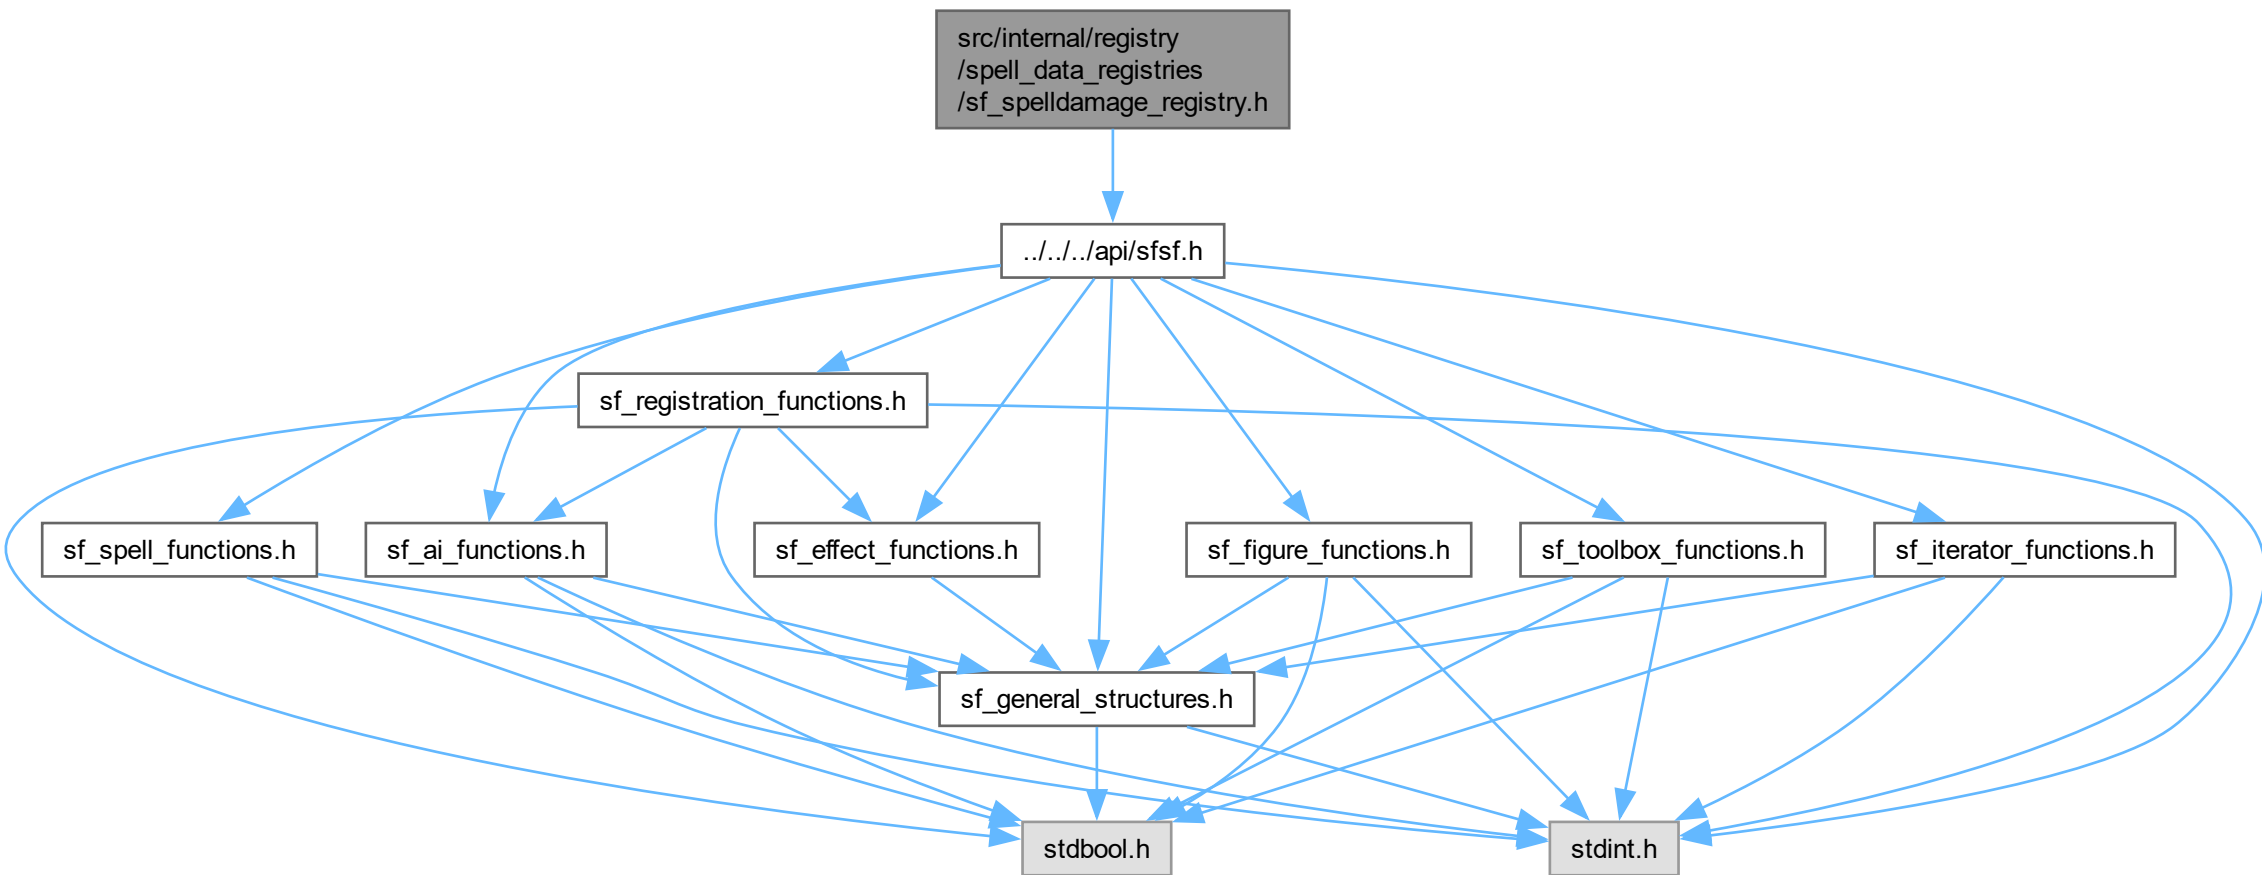 src/internal/registry
/spell_data_registries
/sf_spelldamage_registry.h
../../../api/sfsf.h
sf_registration_functions.h
sf_spell_functions.h
sf_ai_functions.h
sf_effect_functions.h
sf_figure_functions.h
sf_toolbox_functions.h
sf_iterator_functions.h
sf_general_structures.h
stdbool.h
stdint.h